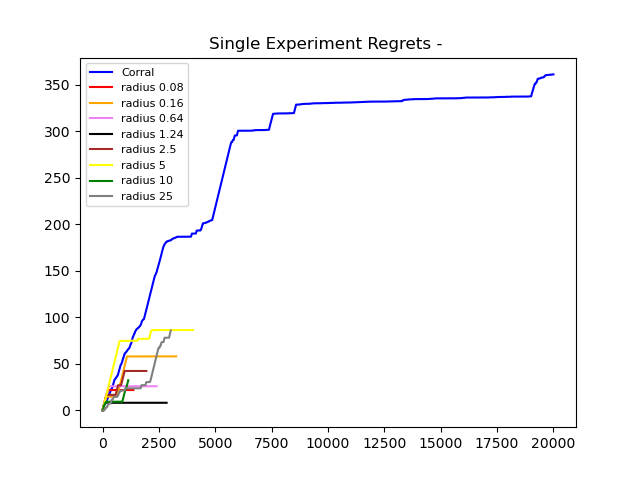 Single Experiment Regrets -
Corral
radius 0.08
radius 0.16
radius 0.64
radius 1.24
radius 2.5
radius 5
radius 10
radius 25
350
300
250
200
150
100
50
0
0 2500 5000 7500 10000 12500 15000 17500 20000